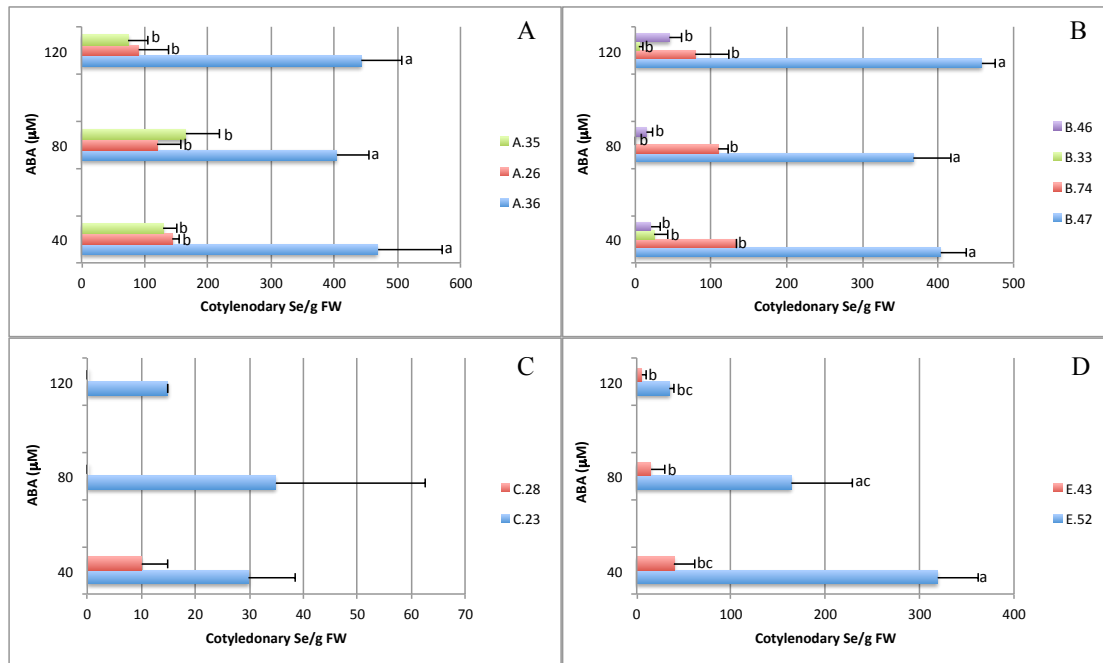 A
120
b
b
a
80
b
b
a
40
b
b
a
ABA (µM)
0 100 200 300 400 500 600
Cotylenodary Se/g FW
A.35
A.26
A.36
B
120
b
b
b
a
80
b
b
b
a
40
b
b
b
a
ABA (µM)
0 100 200 300 400 500
Cotyledonary Se/g FW
B.46
B.33
B.74
B.47
C
120
80
40
ABA (µM)
0 10 20 30 40 50 60 70
Cotyledonary Se/g FW
C.28
C.23
D
120
b
bc
80
b
ac
40
bc
a
ABA (µM)
0 100 200 300 400
Cotylenodary Se/g FW
E.43
E.52